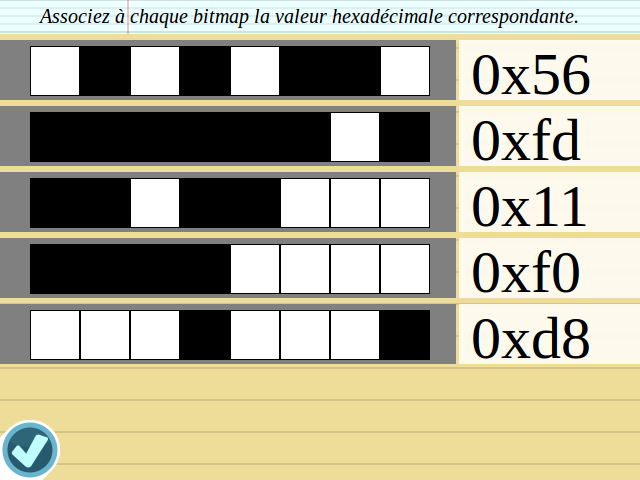 Associez à chaque bitmap la valeur hexadécimale correspondante.
0x56
0xfd
0x11
0xf0
0xd8